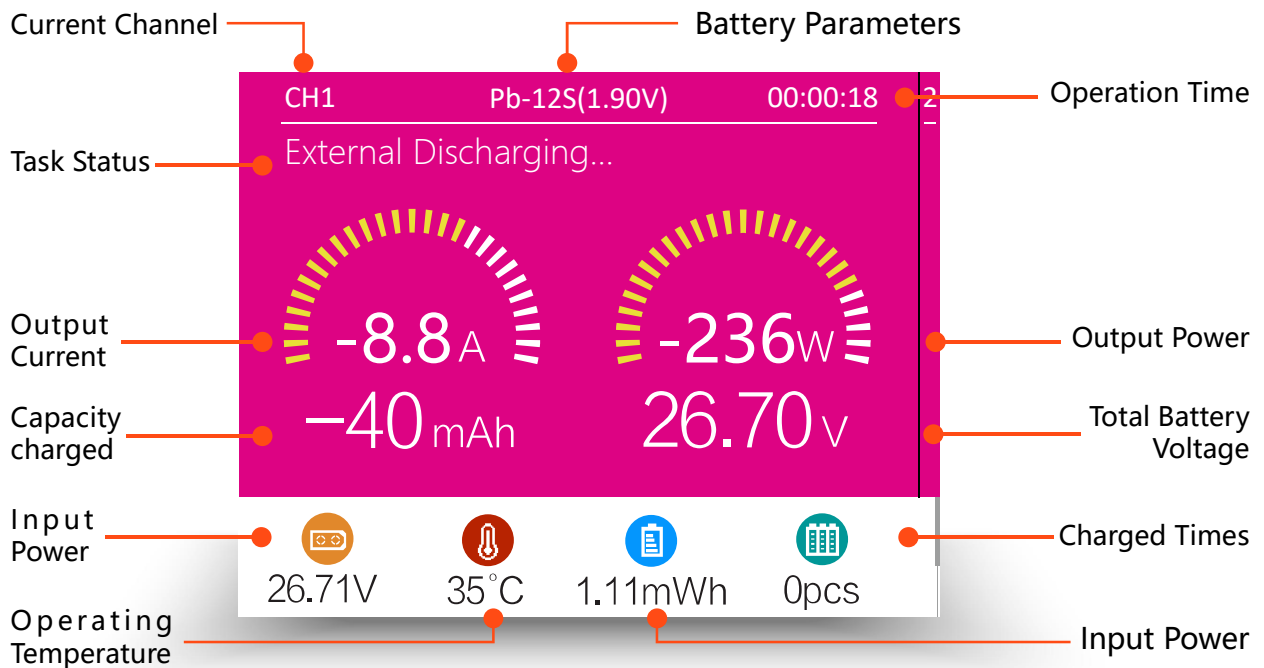 Current Channel
Battery Parameters
CH1
Pb-12S(1.90V)
00:00:18
2
Operation Time
Task Status
External Discharging...
Output
Current
-8.8A
-236W
Output Power
Capacity
charged
-40mAh
26.70V
Total Battery
Voltage
Input
Power
Charged Times
26.71V
35°C
1.11mWh
0pcs
Operating
Temperature
Input Power